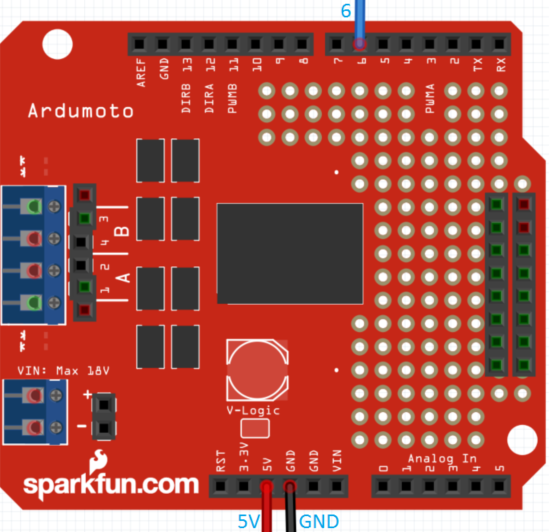 6
7 6 5 4 3 2 TX RX
AREF GND 13 12 11 10 9 8
DIRB DIRA PWMB PWMA
Ardumoto
3
B
4
2
A
1
VIN: Max 18V
+
-
V-Logic
RST 3.3V 5V GND GND VIN
Analog In
0 1 2 3 4 5
sparkfun.com
5V GND